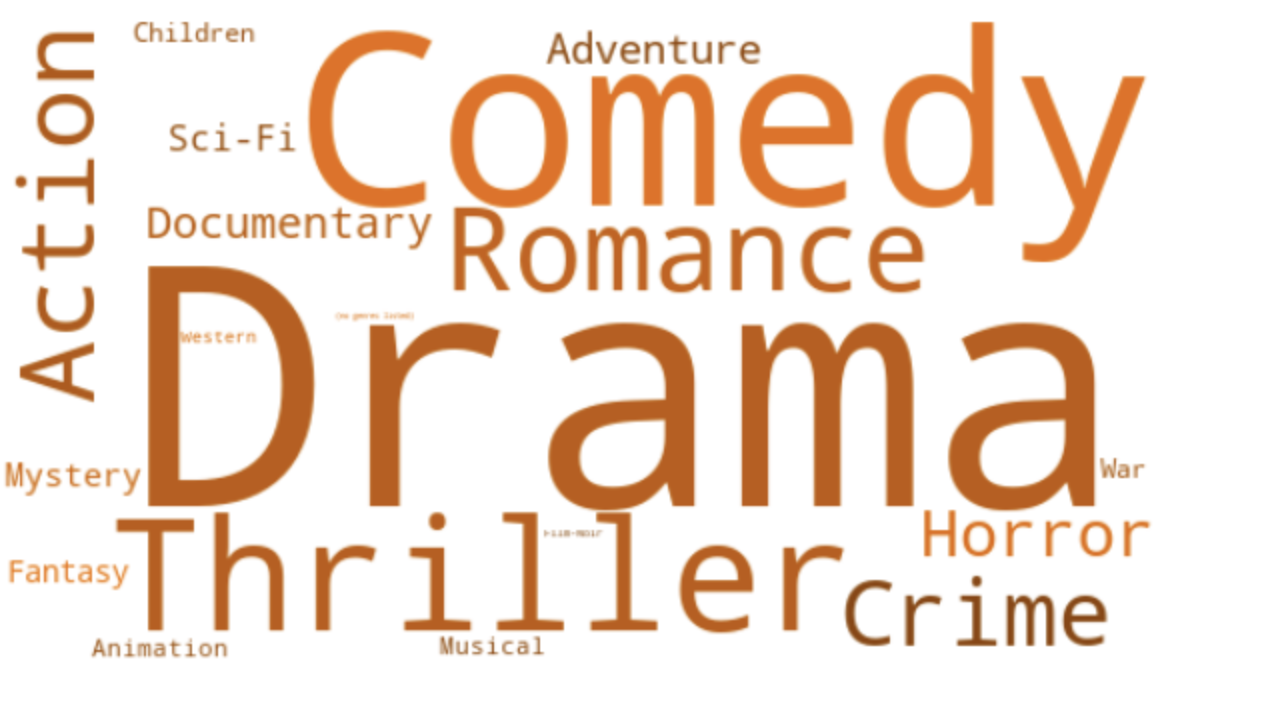 Children
Adventure
Comedy
Action
Sci-Fi
Documentary
Romance
(no genres listed)
Western
Drama
Mystery
War
Thriller
Film-Noir
Horror
Fantasy
Crime
Animation
Musical